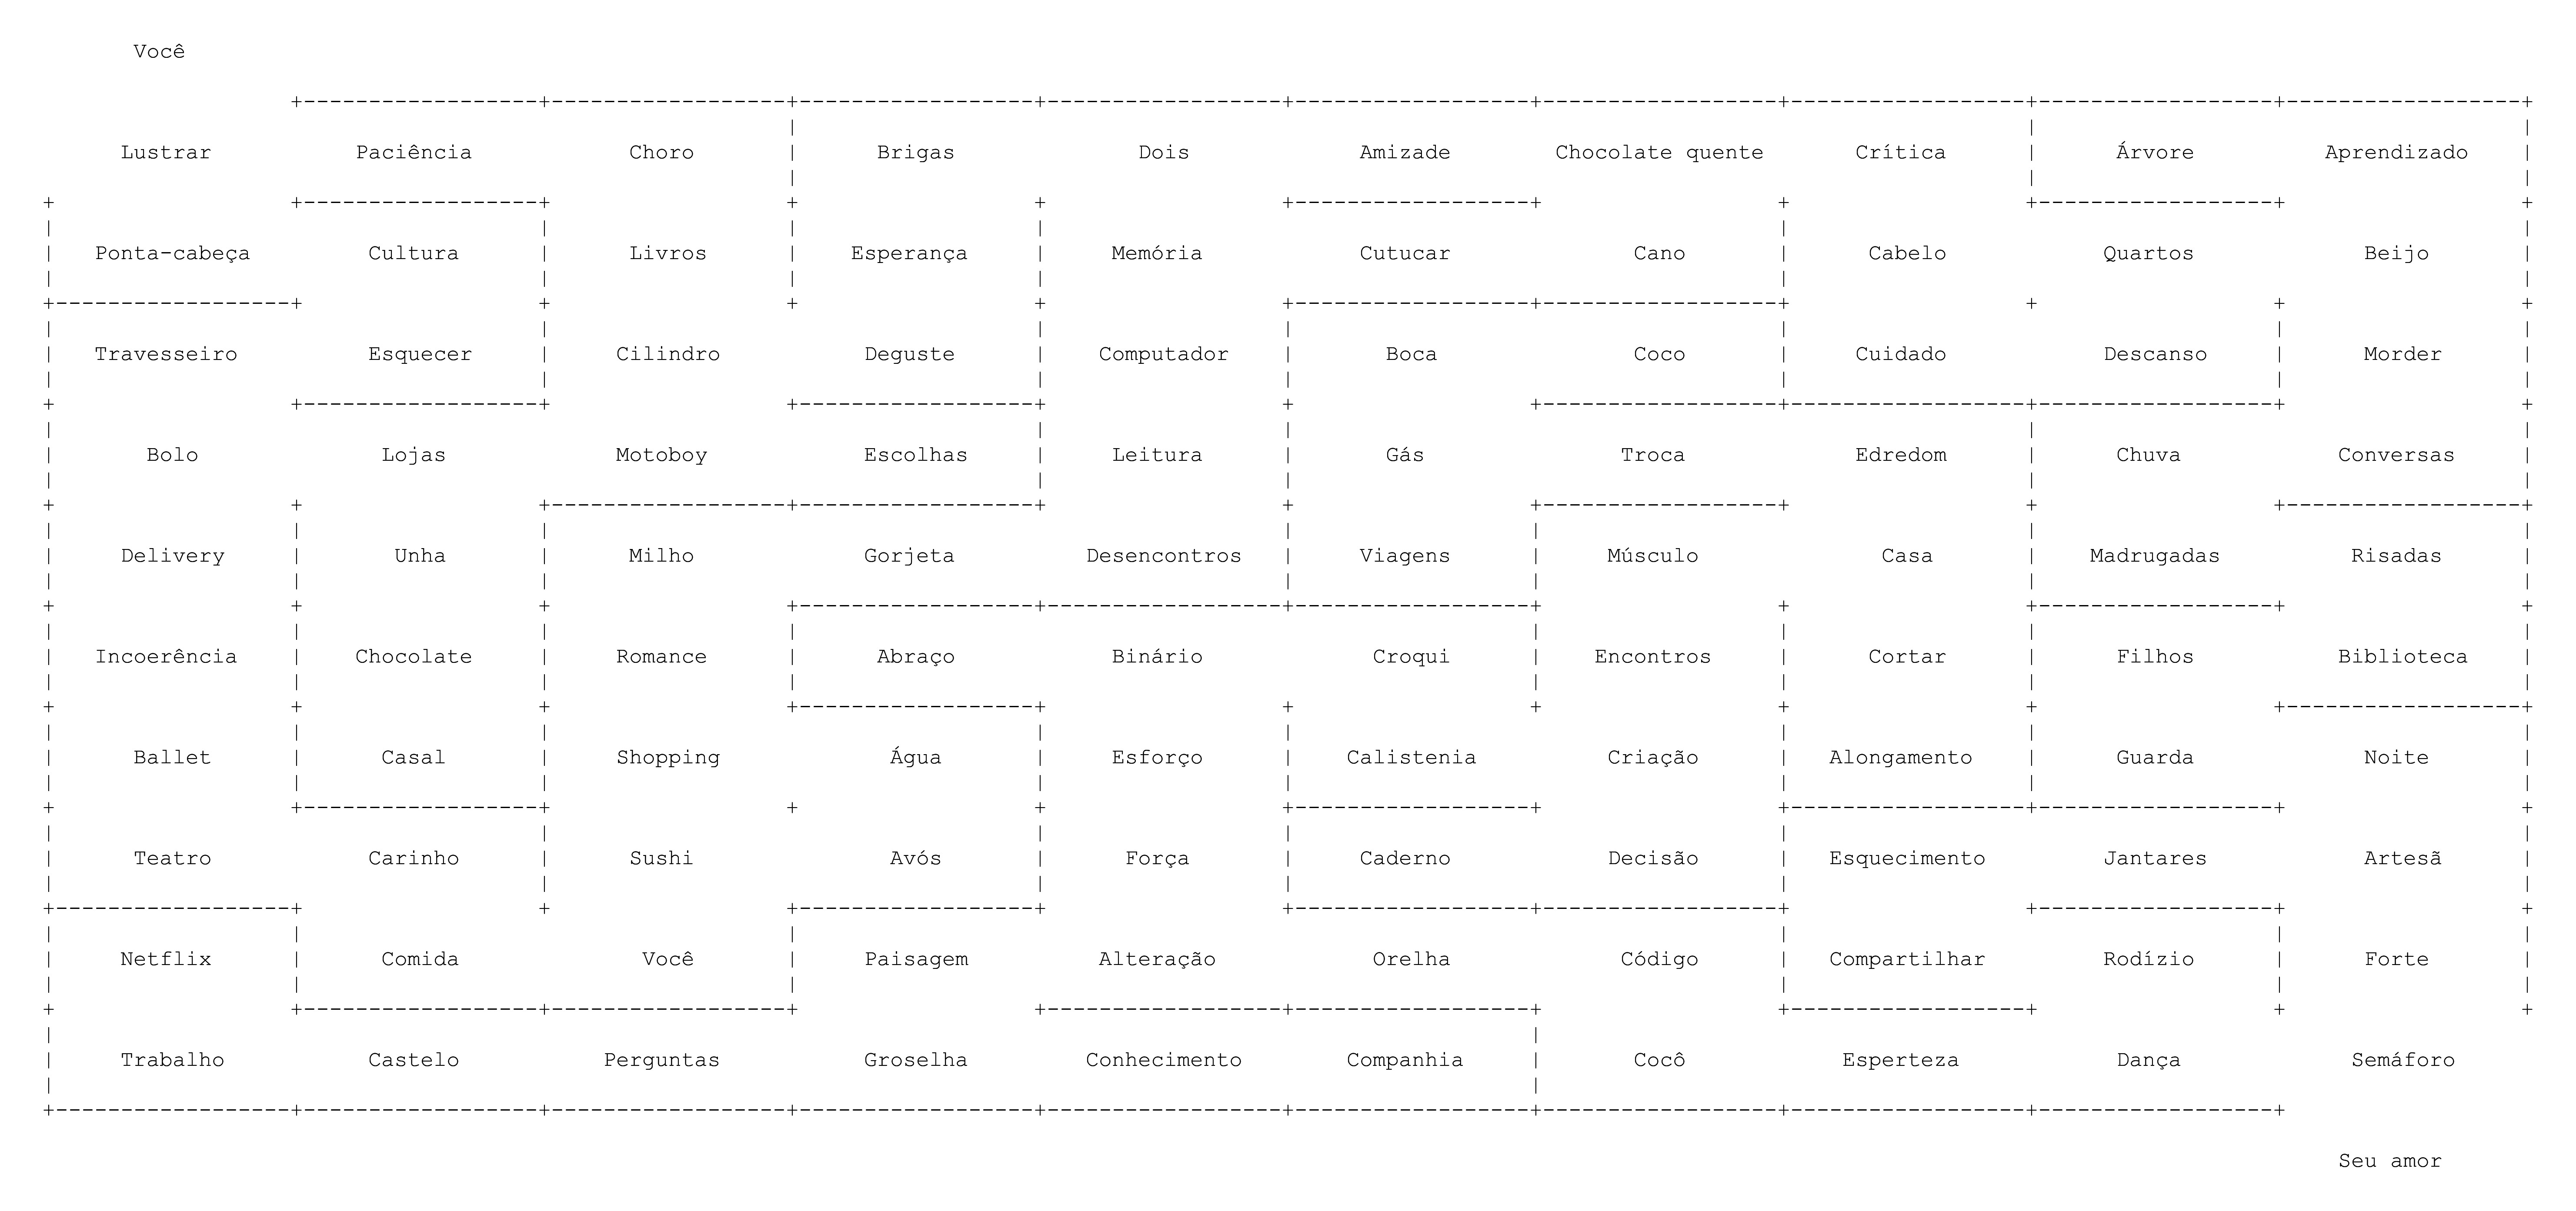 Você
Lustrar Paciência Choro Brigas Dois Amizade Chocolate quente Crítica Árvore Aprendizado
Ponta-cabeça Cultura Livros Esperança Memória Cutucar Cano Cabelo Quartos Beijo
Travesseiro Esquecer Cilindro Deguste Computador Boca Coco Cuidado Descanso Morder
Bolo Lojas Motoboy Escolhas Leitura Gás Troca Edredom Chuva Conversas
Delivery Unha Milho Gorjeta Desencontros Viagens Músculo Casa Madrugadas Risadas
Incoerência Chocolate Romance Abraço Binário Croqui Encontros Cortar Filhos Biblioteca
Ballet Casal Shopping Água Esforço Calistenia Criação Alongamento Guarda Noite
Teatro Carinho Sushi Avós Força Caderno Decisão Esquecimento Jantares Artesã
Netflix Comida Você Paisagem Alteração Orelha Código Compartilhar Rodízio Forte
Trabalho Castelo Perguntas Groselha Conhecimento Companhia Cocô Esperteza Dança Semáforo
Seu amor